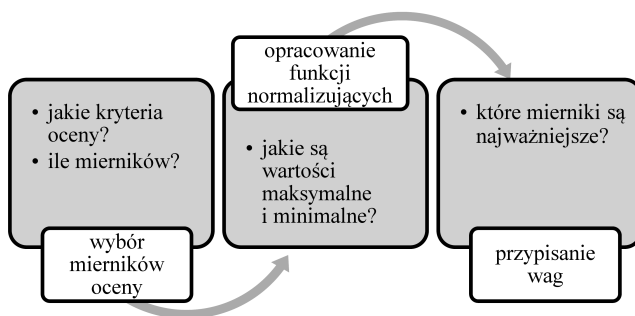 • jakie kryteria
oceny?
• ile mierników?
wybór
mierników
oceny
opracowanie
funkcji
normalizujących
• jakie są
wartości
maksymalne
i minimalne?
• które mierniki są
najważniejsze?
przypisanie
wag